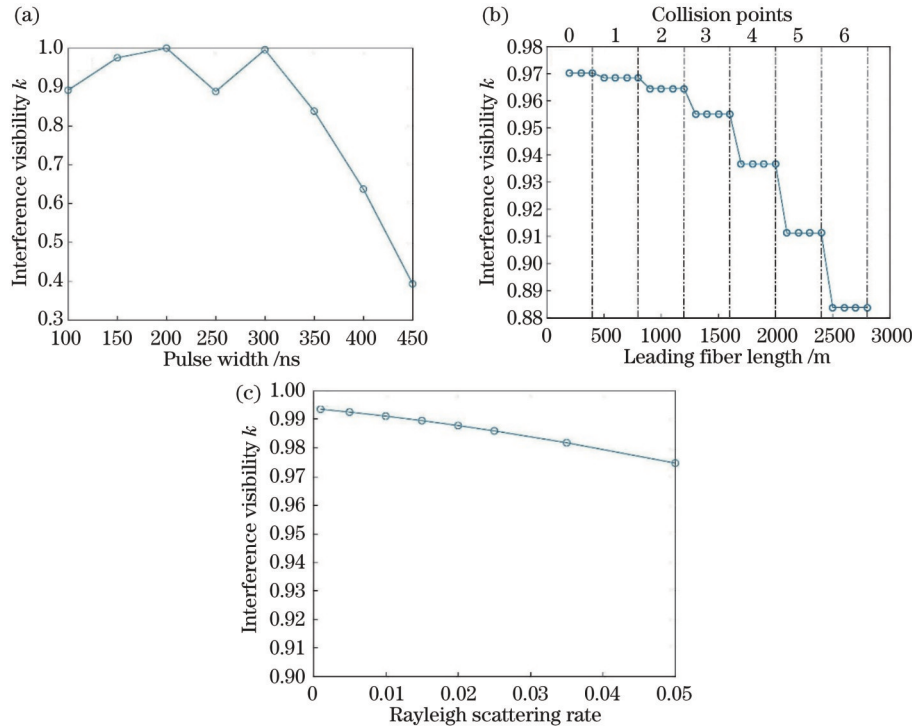 (a)
1.0
0.9
0.8
0.7
0.6
0.5
0.4
0.3
Interference visibility k
100 150 200 250 300 350 400 450
Pulse width /ns
(b)
Collision points
0 1 2 3 4 5 6
0.98
0.97
0.96
0.95
0.94
0.93
0.92
0.91
0.90
0.89
0.88
Interference visibility k
0 500 1000 1500 2000 2500 3000
Leading fiber length /m
(c)
1.00
0.99
0.98
0.97
0.96
0.95
0.94
0.93
0.92
0.91
0.90
Interference visibility k
0 0.01 0.02 0.03 0.04 0.05
Rayleigh scattering rate